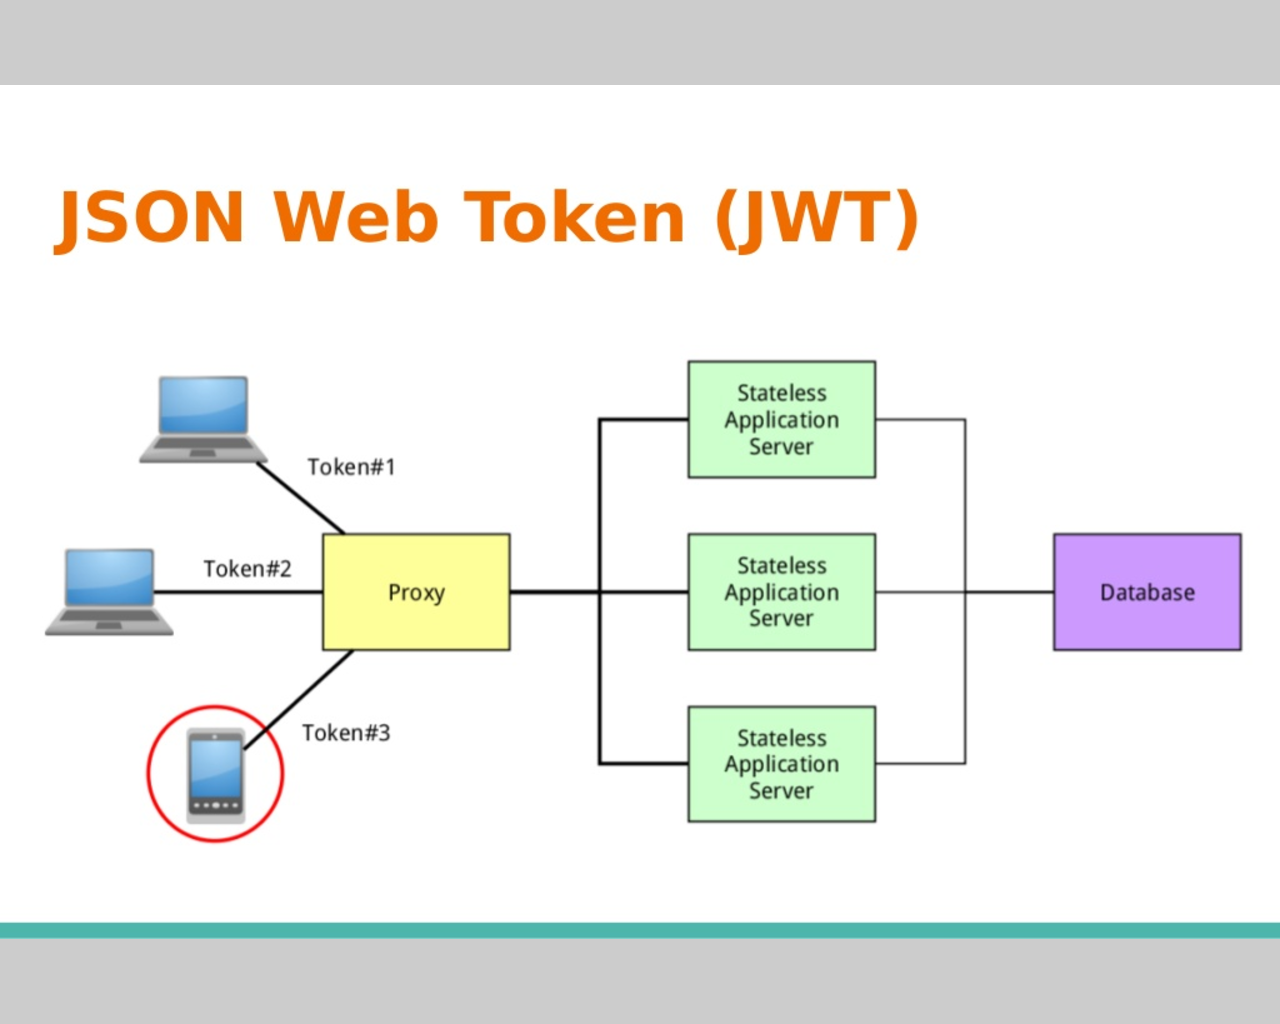 JSON Web Token (JWT)
Token#1
Token#2
Token#3
Proxy
Stateless
Application
Server
Stateless
Application
Server
Stateless
Application
Server
Database